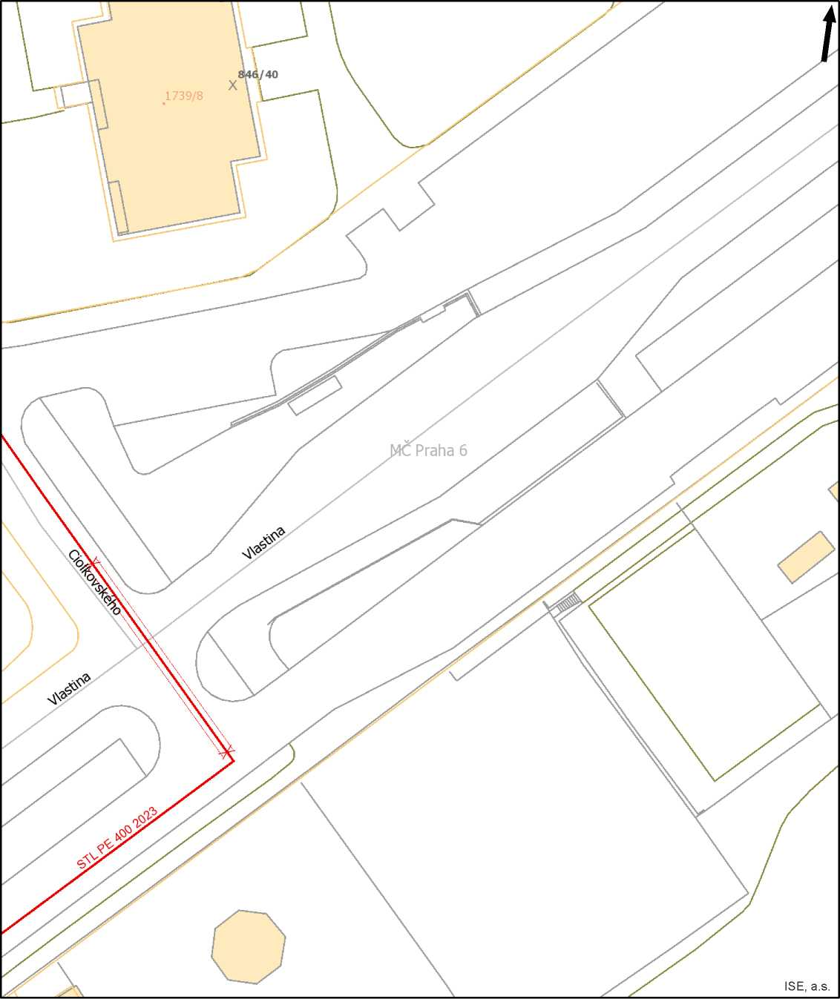 846/40
1739/8
MČ Praha 6
Vlastina
Ciolkovského
Vlastina
STL PE 400 2023
ISE, a.s.